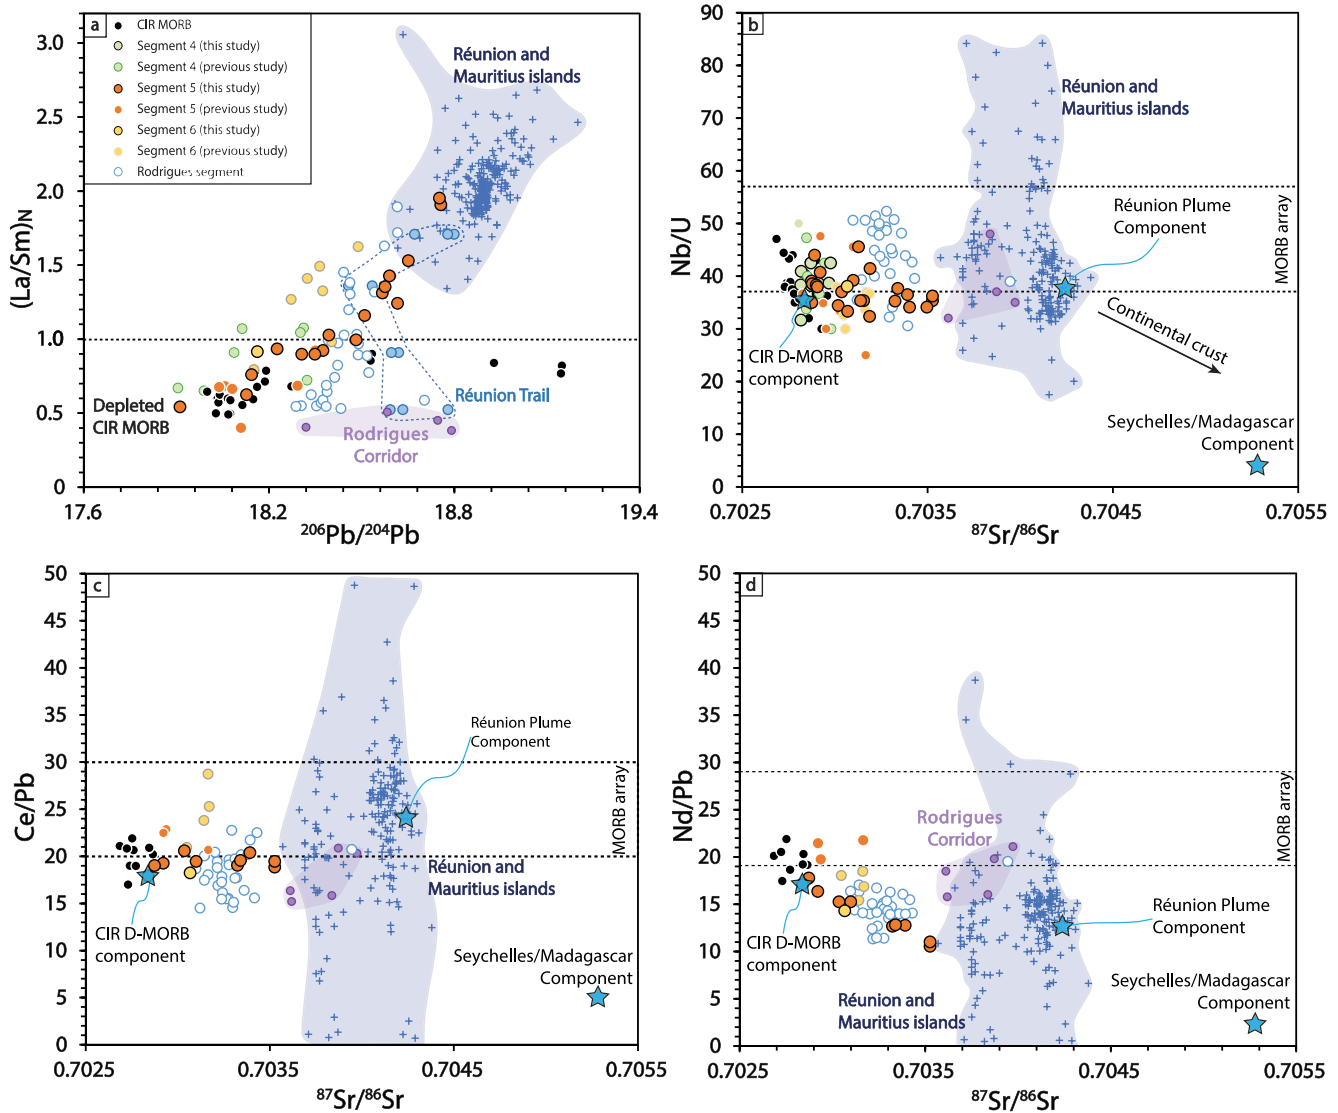 a
CIR MORB
Segment 4 (this study)
Segment 4 (previous study)
Segment 5 (this study)
Segment 5 (previous study)
Segment 6 (this study)
Segment 6 (previous study)
Rodrigues segment
Réunion and
Mauritius islands
Réunion Trail
Depleted
CIR MORB
Rodrigues
Corridor
3.0
2.5
2.0
1.5
1.0
0.5
0
17.6
18.2
18.8
19.4
(La/Sm)N
206Pb/204Pb
b
Réunion and
Mauritius islands
Réunion Plume
Component
MORB array
CIR D-MORB
component
Continental crust
Seychelles/Madagascar
Component
90
80
70
60
50
40
30
20
10
0
0.7025
0.7035
0.7045
0.7055
Nb/U
87Sr/86Sr
c
Réunion Plume
Component
MORB array
Réunion and
Mauritius islands
CIR D-MORB
component
Seychelles/Madagascar
Component
50
45
40
35
30
25
20
15
10
5
0
0.7025
0.7035
0.7045
0.7055
Ce/Pb
87Sr/86Sr
d
Rodrigues
Corridor
MORB array
Réunion Plume
Component
CIR D-MORB
component
Seychelles/Madagascar
Component
Réunion and
Mauritius islands
50
45
40
35
30
25
20
15
10
5
0
0.7025
0.7035
0.7045
0.7055
Nd/Pb
87Sr/86Sr